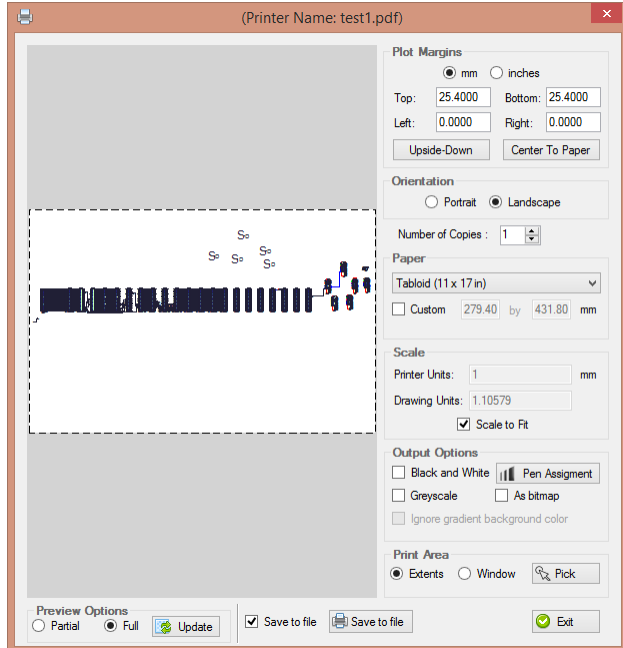 (Printer Name: test1.pdf)
Plot Margins
mm inches
Top: 25.4000 Bottom: 25.4000
Left: 0.0000 Right: 0.0000
Upside-Down Center To Paper
Orientation
Portrait Landscape
Number of Copies : 1
Paper
Tabloid (11 x 17 in)
Custom 279.40 by 431.80 mm
Scale
Printer Units: 1 mm
Drawing Units: 1.10579
Scale to Fit
Output Options
Black and White Pen Assigment
Greyscale As bitmap
Ignore gradient background color
Print Area
Extents Window Pick
Preview Options
Partial Full Update Save to file Save to file Exit